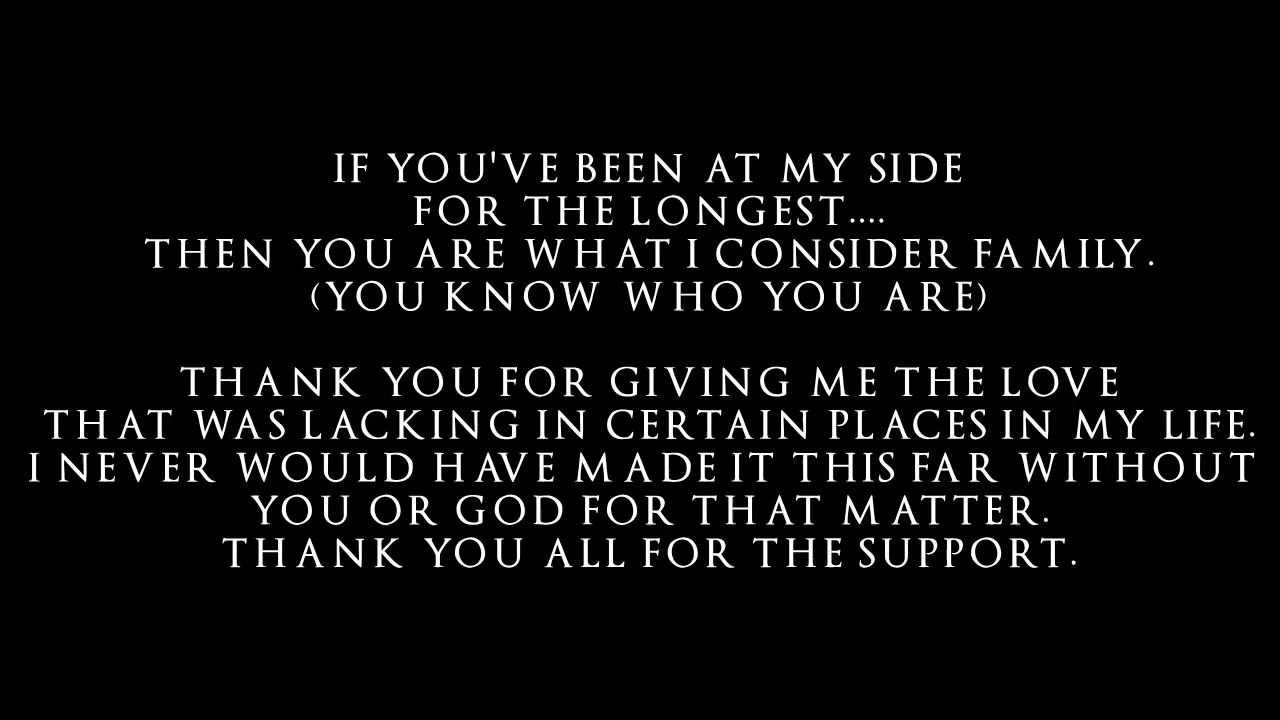 IF YOU'VE BEEN AT MY SIDE
FOR THE LONGEST....
THEN YOU ARE WHAT I CONSIDER FAMILY.
(YOU KNOW WHO YOU ARE)
THANK YOU FOR GIVING ME THE LOVE
THAT WAS LACKING IN CERTAIN PLACES IN MY LIFE.
I NEVER WOULD HAVE MADE IT THIS FAR WITHOUT
YOU OR GOD FOR THAT MATTER.
THANK YOU ALL FOR THE SUPPORT.